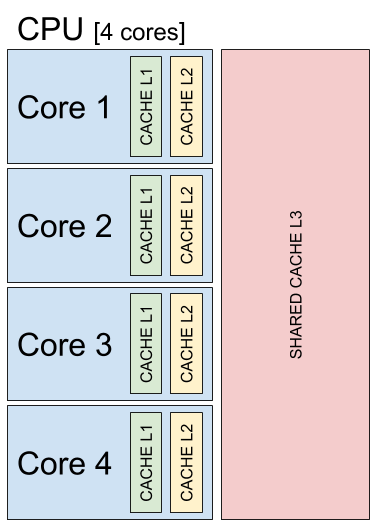 CPU [4 cores]
Core 1
CACHE L1
CACHE L2
Core 2
CACHE L1
CACHE L2
Core 3
CACHE L1
CACHE L2
Core 4
CACHE L1
CACHE L2
SHARED CACHE L3